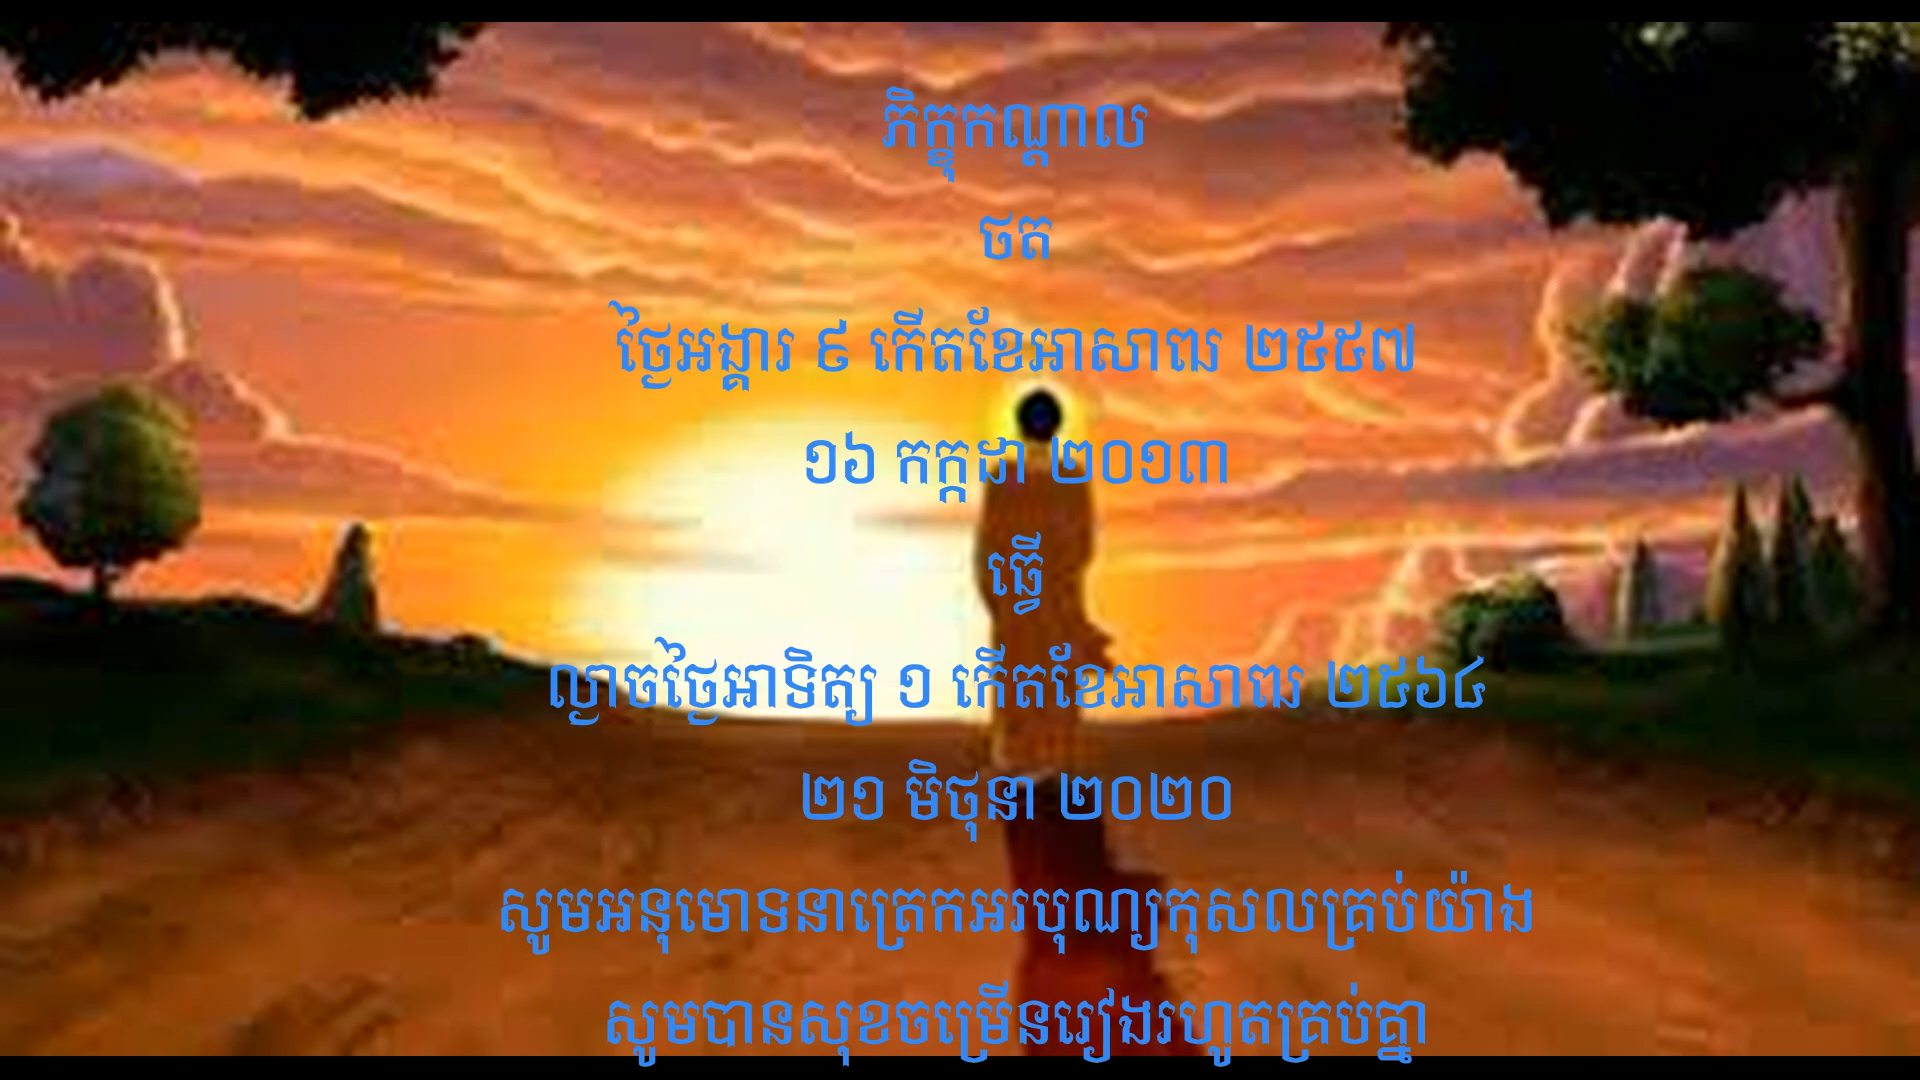 ភិក្ខុកណ្ដាល
ថត
ថ្ងៃអង្គារ ៩ កើតខែអាសាឍ ២៥៥៧
១៦ កក្កដា ២០១៣
ធ្វើ
ល្ងាចថ្ងៃអាទិត្យ ១ កើតខែអាសាឍ ២៥៦៤
២១ មិថុនា ២០២០
សូមអនុមោទនាត្រេកអរបុណ្យកុសលគ្រប់យ៉ាង
សូមបានសុខចម្រើនរៀងរហូតគ្រប់គ្នា